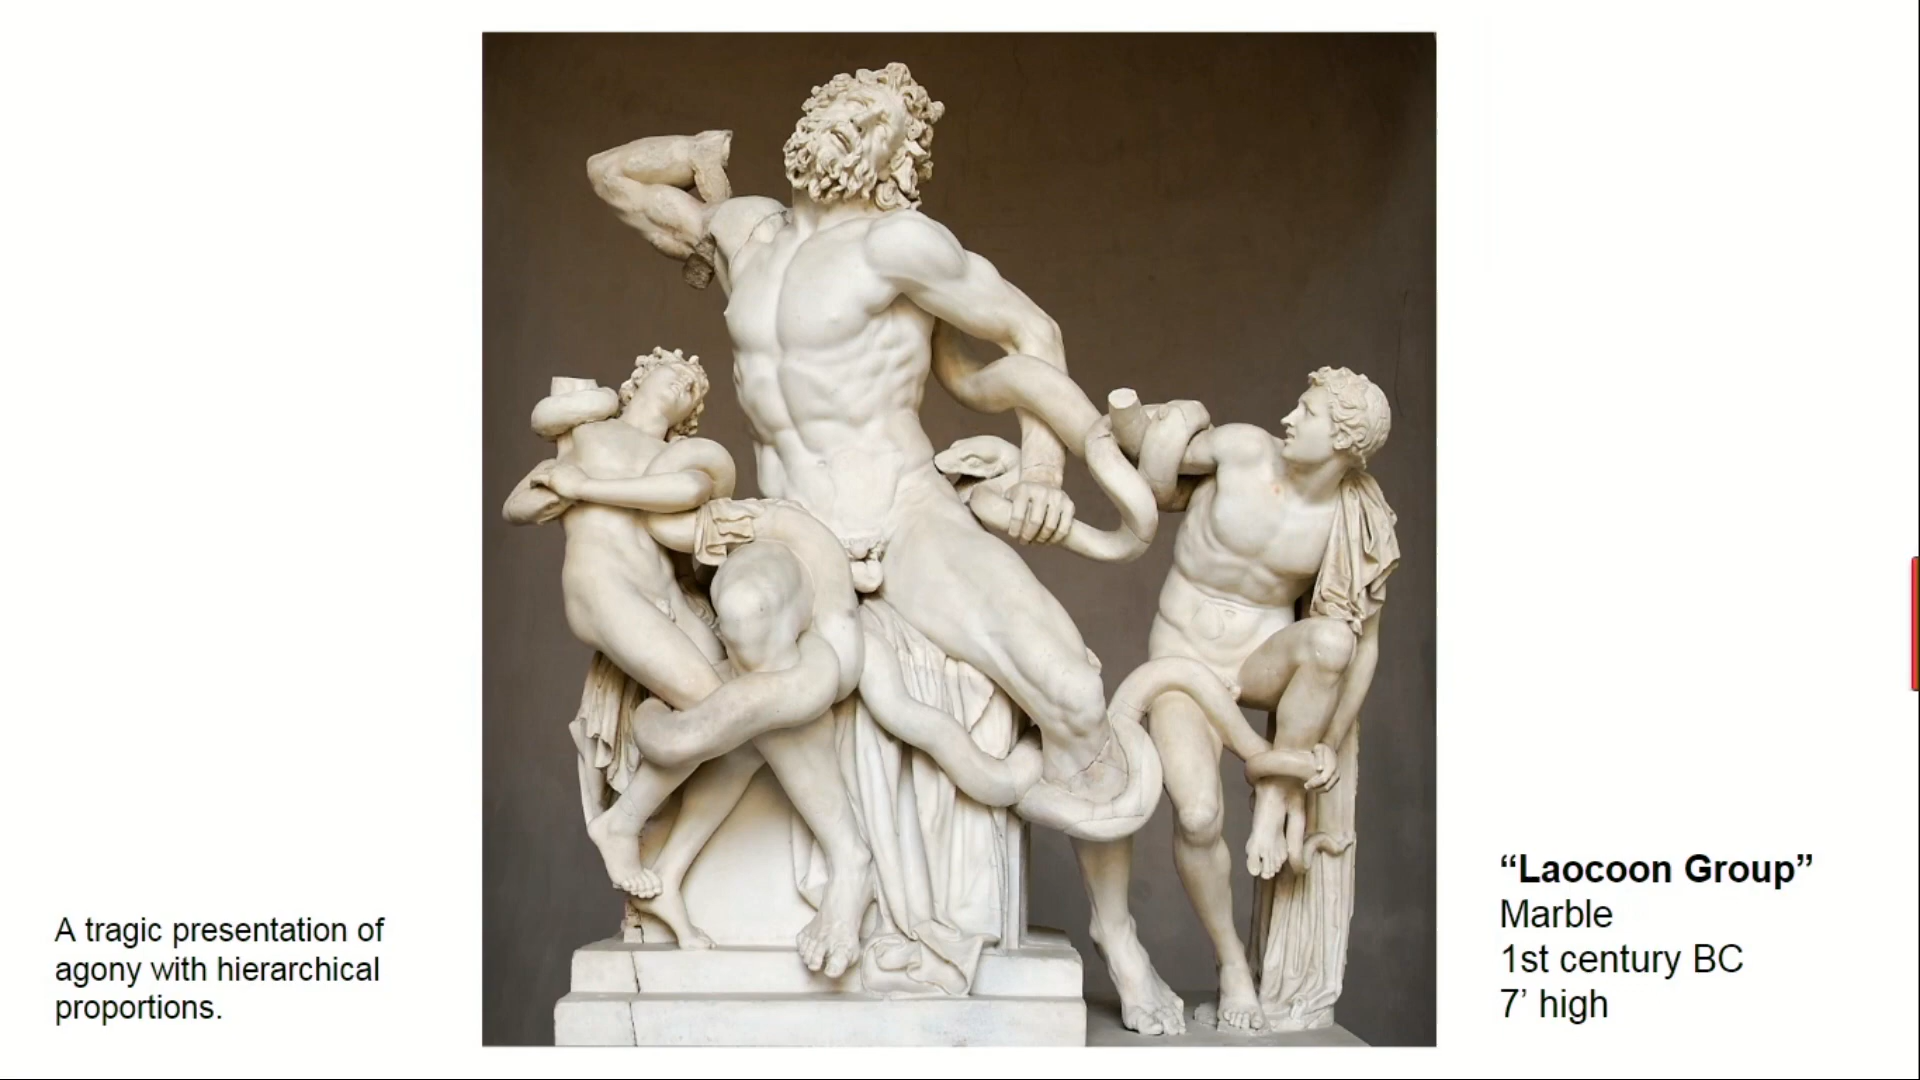 A tragic presentation of
agony with hierarchical
proportions.
“Laocoon Group”
Marble
1st century BC
7’ high